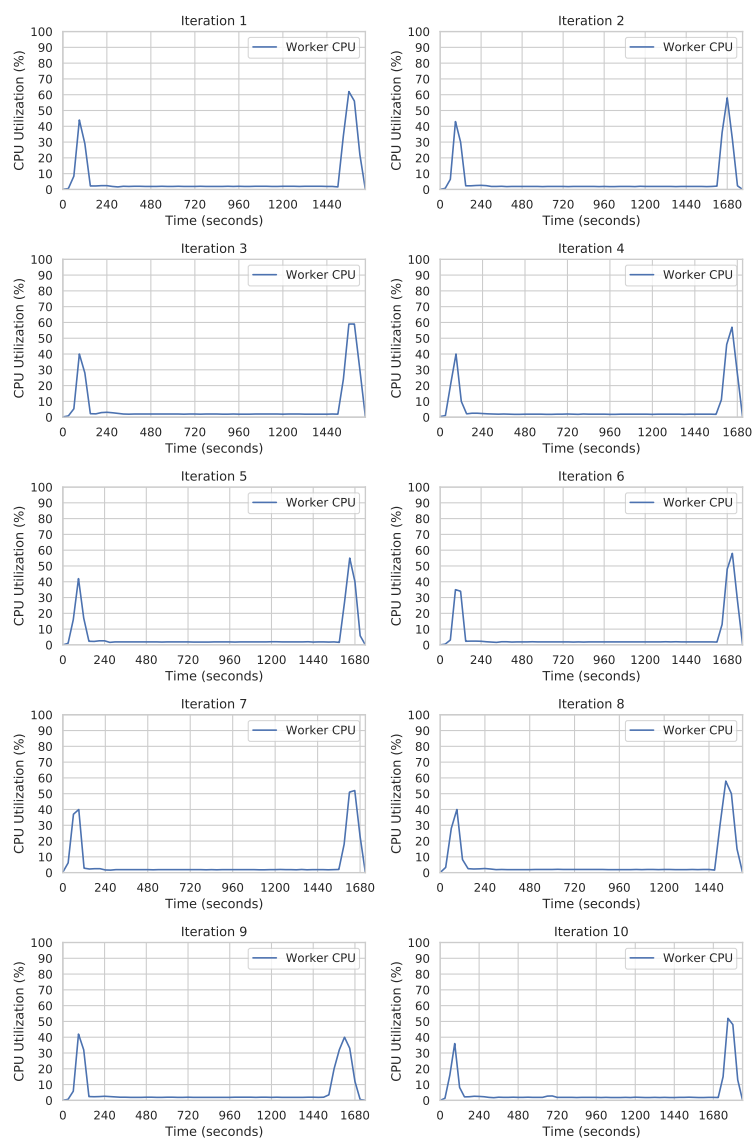 Iteration 1
100
90
80
70
60
50
40
30
20
10
0
CPU Utilization (%)
Worker CPU
0 240 480 720 960 1200 1440
Time (seconds)
Iteration 2
100
90
80
70
60
50
40
30
20
10
0
CPU Utilization (%)
Worker CPU
0 240 480 720 960 1200 1440 1680
Time (seconds)
Iteration 3
100
90
80
70
60
50
40
30
20
10
0
CPU Utilization (%)
Worker CPU
0 240 480 720 960 1200 1440
Time (seconds)
Iteration 4
100
90
80
70
60
50
40
30
20
10
0
CPU Utilization (%)
Worker CPU
0 240 480 720 960 1200 1440 1680
Time (seconds)
Iteration 5
100
90
80
70
60
50
40
30
20
10
0
CPU Utilization (%)
Worker CPU
0 240 480 720 960 1200 1440 1680
Time (seconds)
Iteration 6
100
90
80
70
60
50
40
30
20
10
0
CPU Utilization (%)
Worker CPU
0 240 480 720 960 1200 1440 1680
Time (seconds)
Iteration 7
100
90
80
70
60
50
40
30
20
10
0
CPU Utilization (%)
Worker CPU
0 240 480 720 960 1200 1440 1680
Time (seconds)
Iteration 8
100
90
80
70
60
50
40
30
20
10
0
CPU Utilization (%)
Worker CPU
0 240 480 720 960 1200 1440
Time (seconds)
Iteration 9
100
90
80
70
60
50
40
30
20
10
0
CPU Utilization (%)
Worker CPU
0 240 480 720 960 1200 1440 1680
Time (seconds)
Iteration 10
100
90
80
70
60
50
40
30
20
10
0
CPU Utilization (%)
Worker CPU
0 240 480 720 960 1200 1440 1680
Time (seconds)